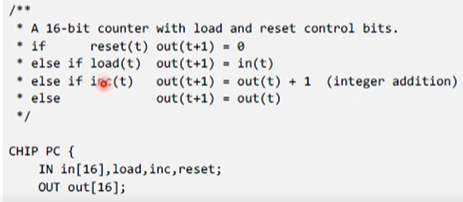 /**
* A 16-bit counter with load and reset control bits.
* if reset(t) out(t+1) = 0
* else if load(t) out(t+1) = in(t)
* else if inc(t) out(t+1) = out(t) + 1 (integer addition)
* else out(t+1) = out(t)
*/
CHIP PC {
IN in[16],load,inc,reset;
OUT out[16];